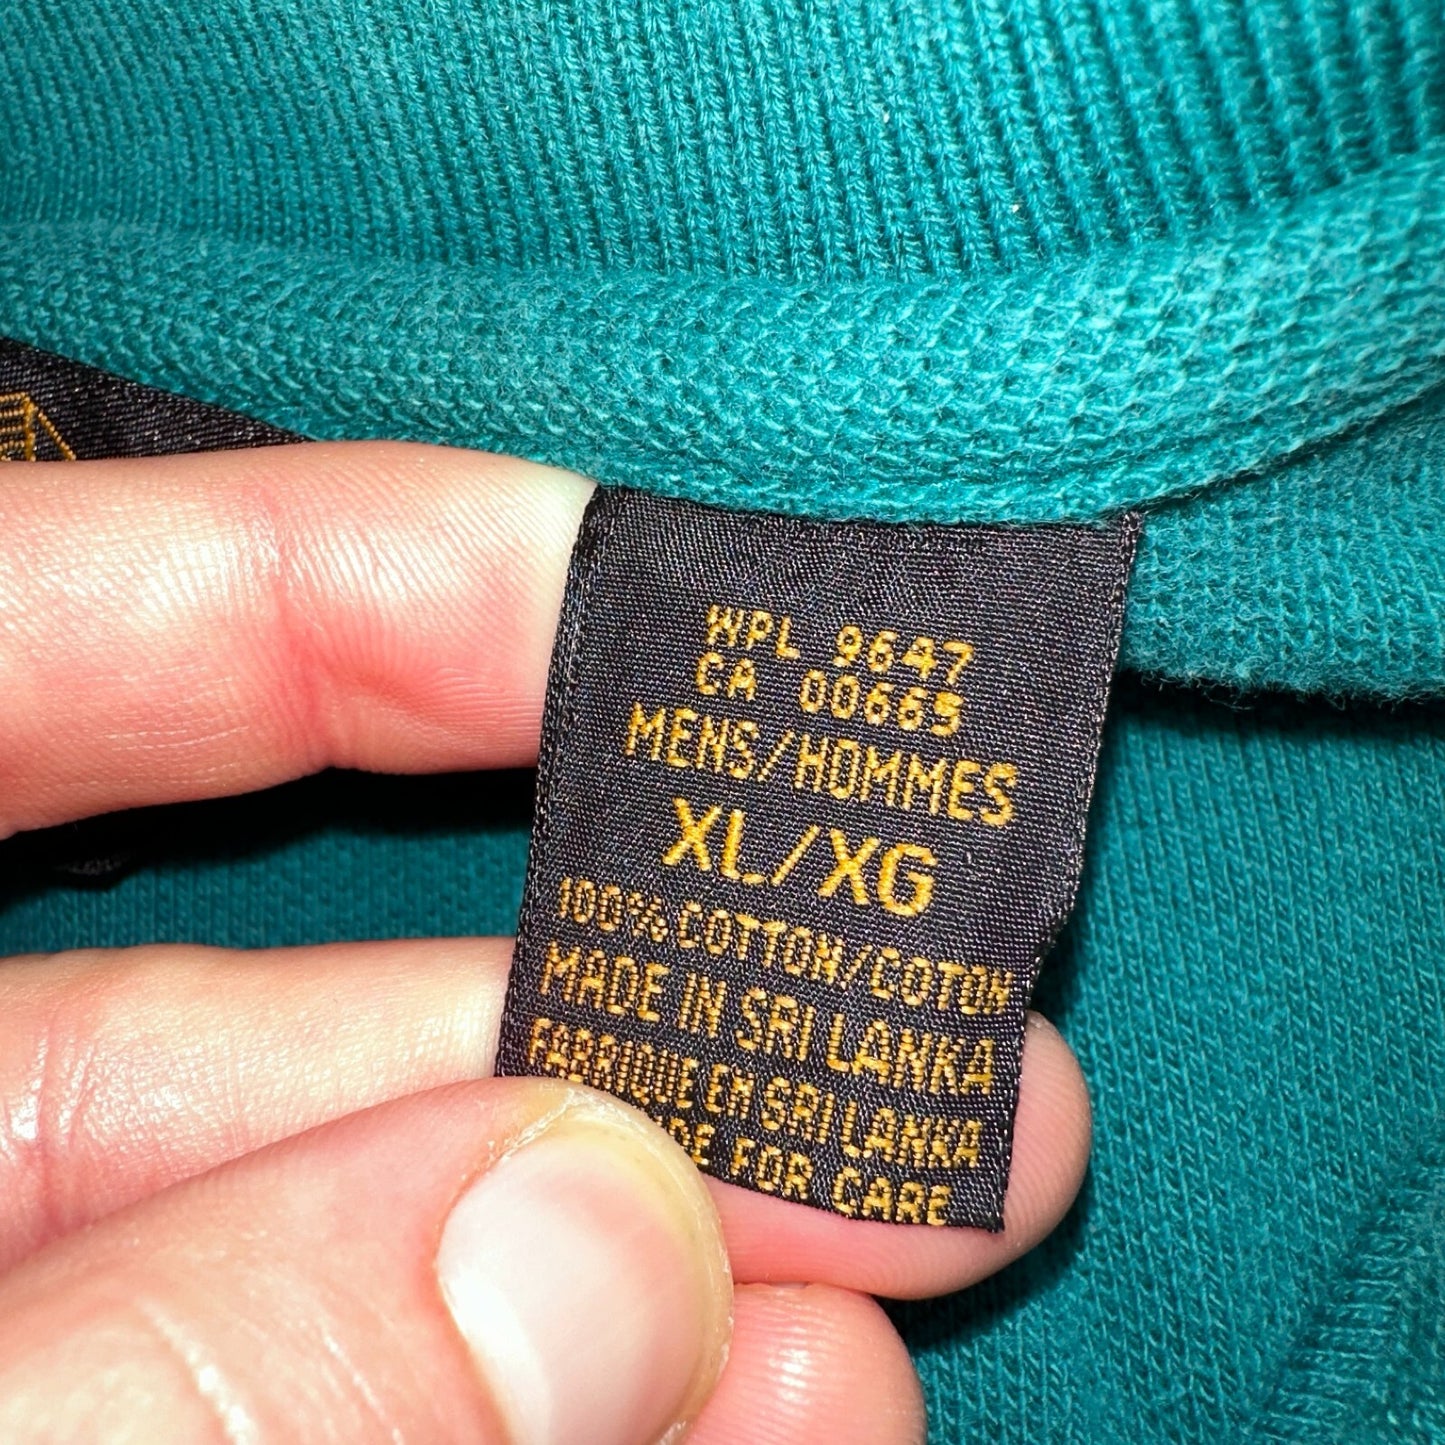 WPL 9647
CA 00665
MENS/HOMMES
XL/XG
100% COTTON/COTON
MADE IN SRI LANKA
FABRIQUE EN SRI LANKA
FOR CARE